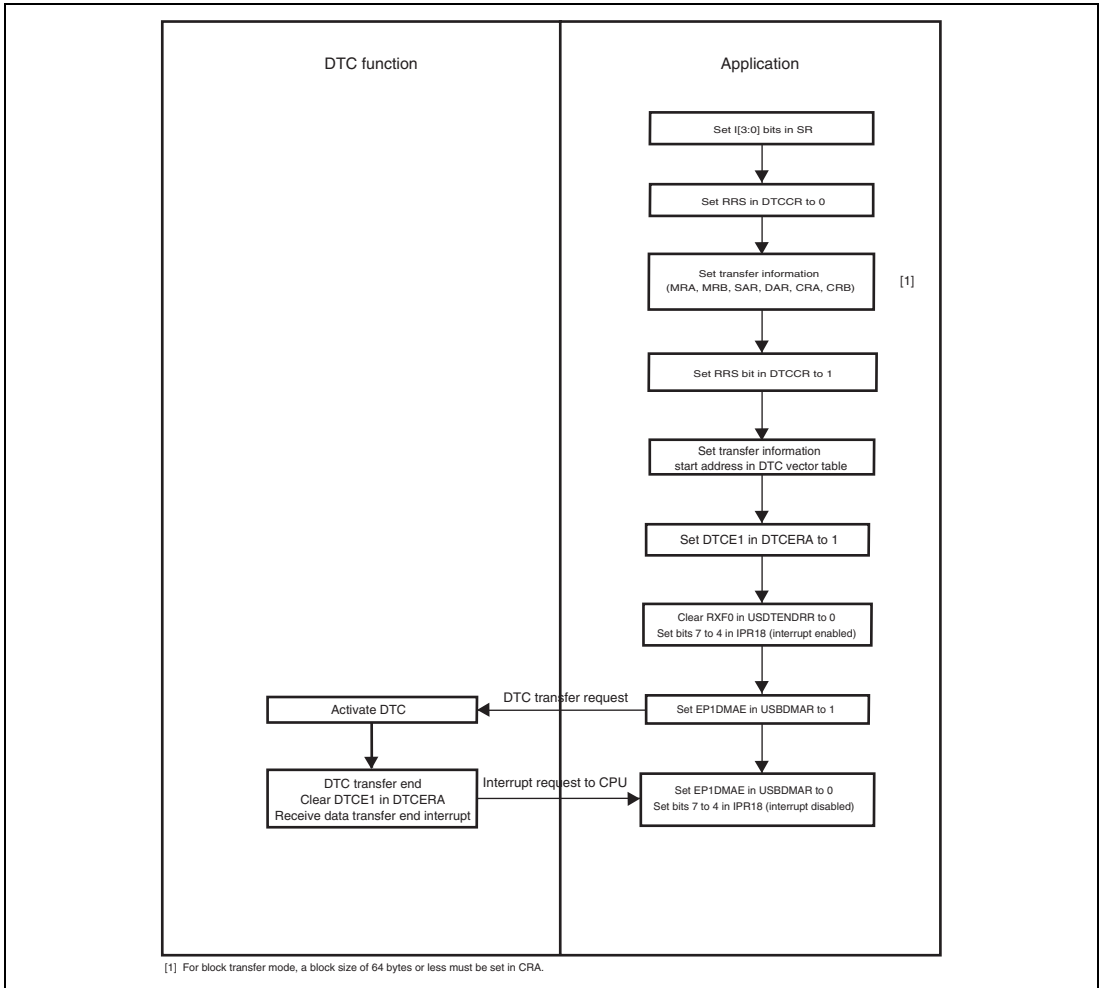 DTC function
Application
Set I[3:0] bits in SR
Set RRS in DTCCR to 0
Set transfer information
(MRA, MRB, SAR, DAR, CRA, CRB)
[1]
Set RRS bit in DTCCR to 1
Set transfer information
start address in DTC vector table
Set DTCE1 in DTCERA to 1
Clear RXF0 in USDTENDRR to 0
Set bits 7 to 4 in IPR18 (interrupt enabled)
DTC transfer request
Activate DTC
Set EP1DMAE in USBDMAR to 1
DTC transfer end
Clear DTCE1 in DTCERA
Receive data transfer end interrupt
Interrupt request to CPU
Set EP1DMAE in USBDMAR to 0
Set bits 7 to 4 in IPR18 (interrupt disabled)
[1] For block transfer mode, a block size of 64 bytes or less must be set in CRA.